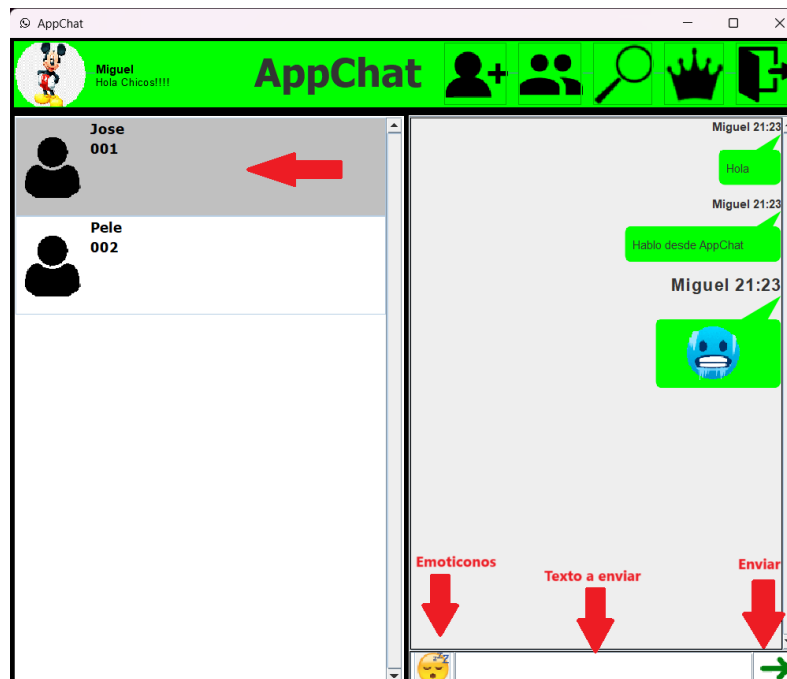 AppChat
Miguel
Hola Chicos!!!!
AppChat
Jose
001
Pele
002
Miguel 21:23
Hola
Miguel 21:23
Hablo desde AppChat
Miguel 21:23
Emoticonos
Texto a enviar
Enviar